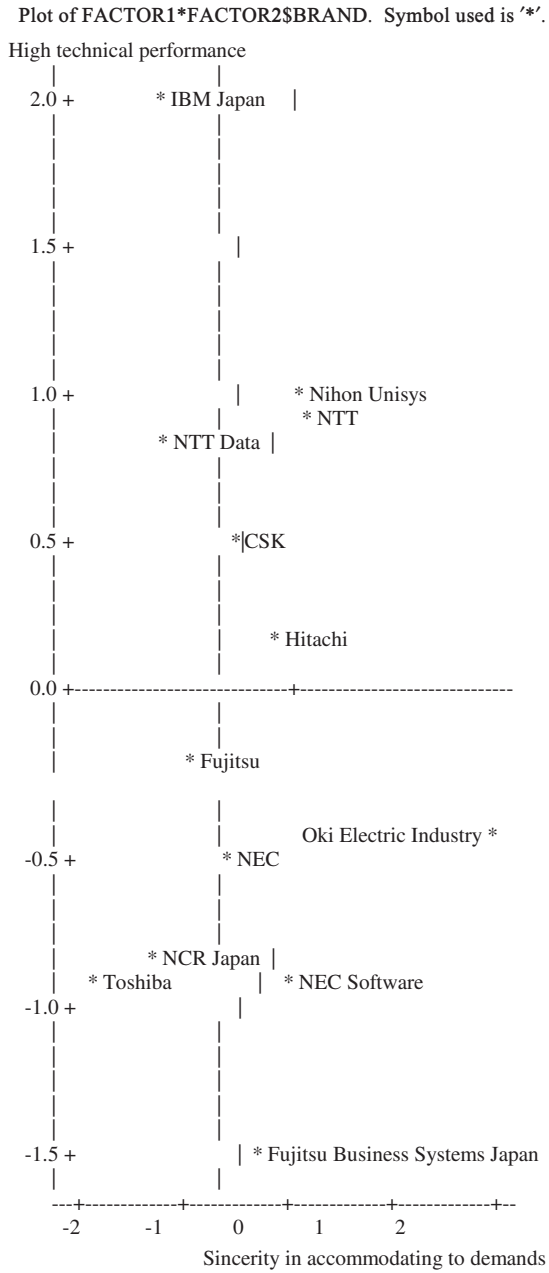 Plot of FACTOR1*FACTOR2$BRAND.  Symbol used is ′*′.
High technical performance
| |
2.0 + * IBM Japan |
| |
| |
| |
| |
1.5 + |
| |
| |
| |
| |
1.0 + | * Nihon Unisys
| | * NTT
* NTT Data |
| |
| |
0.5 + *|CSK
| |
| |
| | * Hitachi
| |
0.0 +------------------------------+------------------------------
| |
| |
| * Fujitsu
| |
| | Oki Electric Industry *
-0.5 + * NEC
| |
| |
| * NCR Japan |
* Toshiba | * NEC Software
-1.0 + |
| |
| |
| |
| |
-1.5 + | * Fujitsu Business Systems Japan
| |
---+--------------+--------------+--------------+--------------+--
-2 -1 0 1 2
Sincerity in accommodating to demands